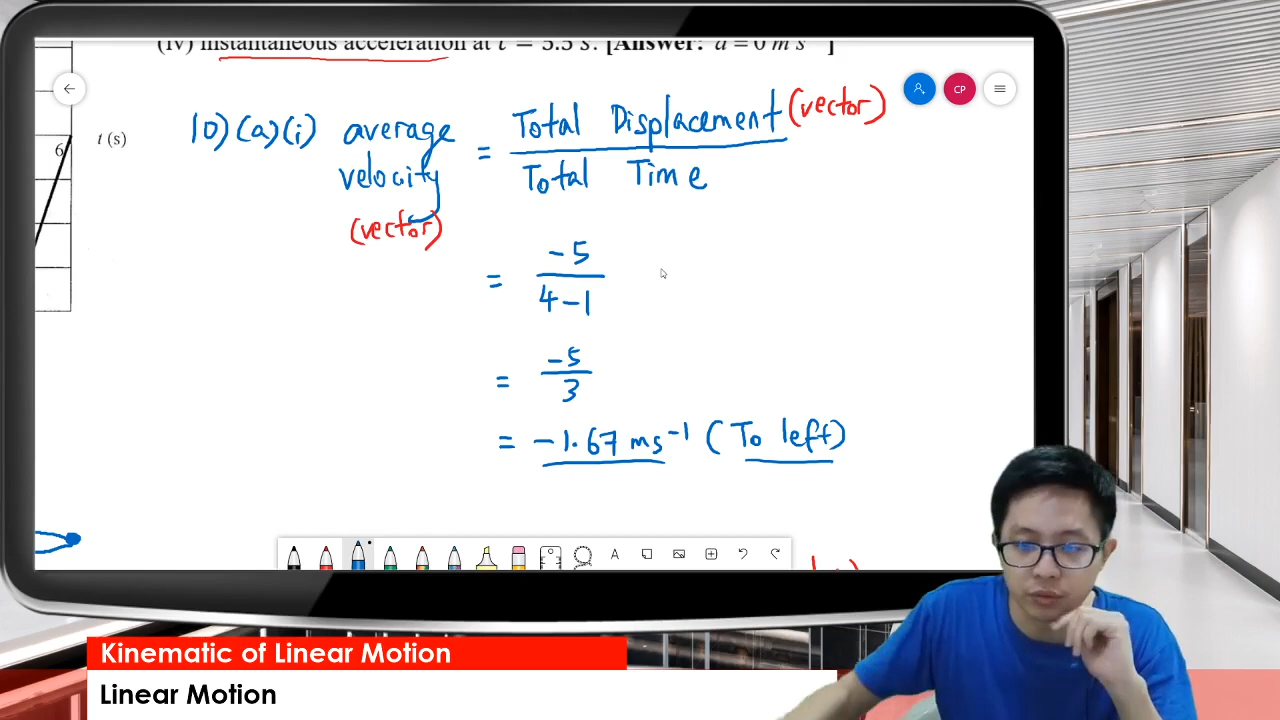 (iv) instantaneous acceleration at t = 5.5 s. [Answer: a = 0 m s ]
6
t (s)
CP
10)(a)(i) average velocity = Total Displacement (vector)
Total Time
(vector)
= -5
4-1
= -5
3
= -1.67 ms⁻¹ (To left)
A
Kinematic of Linear Motion
Linear Motion